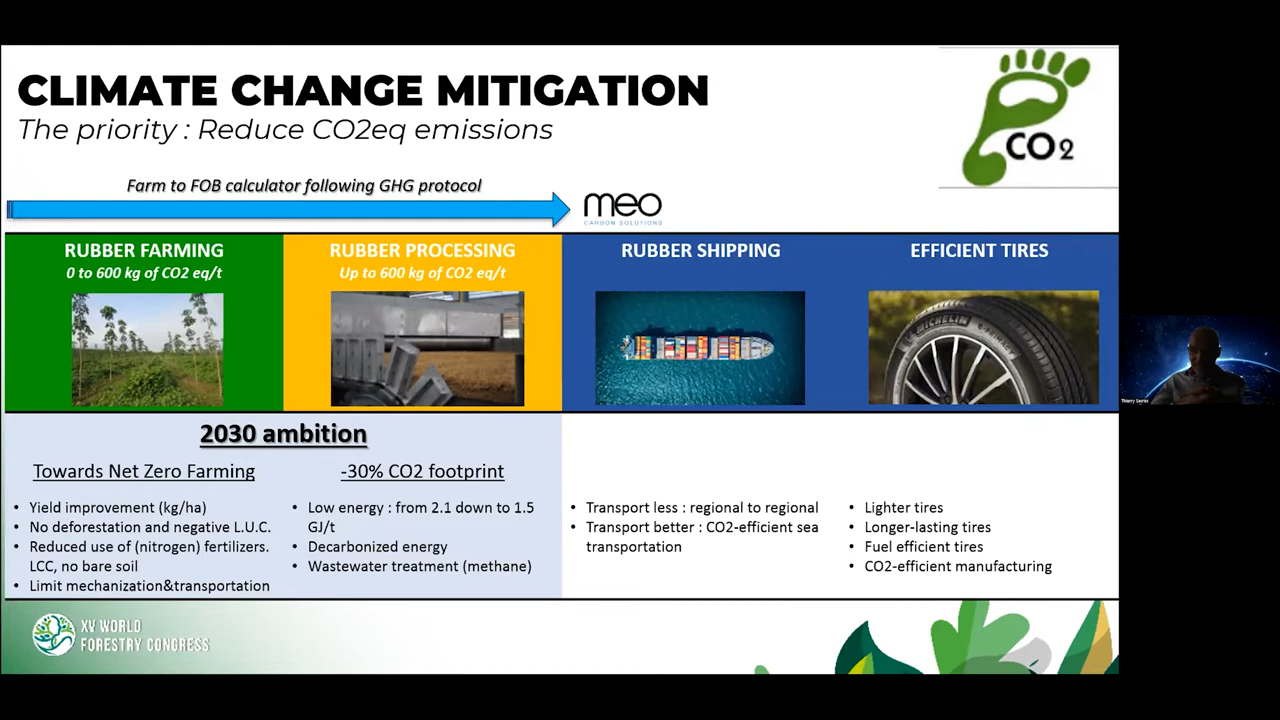 CLIMATE CHANGE MITIGATION
The priority : Reduce CO2eq emissions
CO2
Farm to FOB calculator following GHG protocol
meo
CARBON SOLUTIONS
RUBBER FARMING
0 to 600 kg of CO2 eq/t
RUBBER PROCESSING
Up to 600 kg of CO2 eq/t
RUBBER SHIPPING
EFFICIENT TIRES
MICHELIN
2030 ambition
Towards Net Zero Farming
• Yield improvement (kg/ha)
• No deforestation and negative L.U.C.
• Reduced use of (nitrogen) fertilizers.
LCC, no bare soil
• Limit mechanization&transportation
-30% CO2 footprint
• Low energy : from 2.1 down to 1.5
GJ/t
• Decarbonized energy
• Wastewater treatment (methane)
• Transport less : regional to regional
• Transport better : CO2-efficient sea
transportation
• Lighter tires
• Longer-lasting tires
• Fuel efficient tires
• CO2-efficient manufacturing
XV WORLD
FORESTRY CONGRESS
Thierry Serres